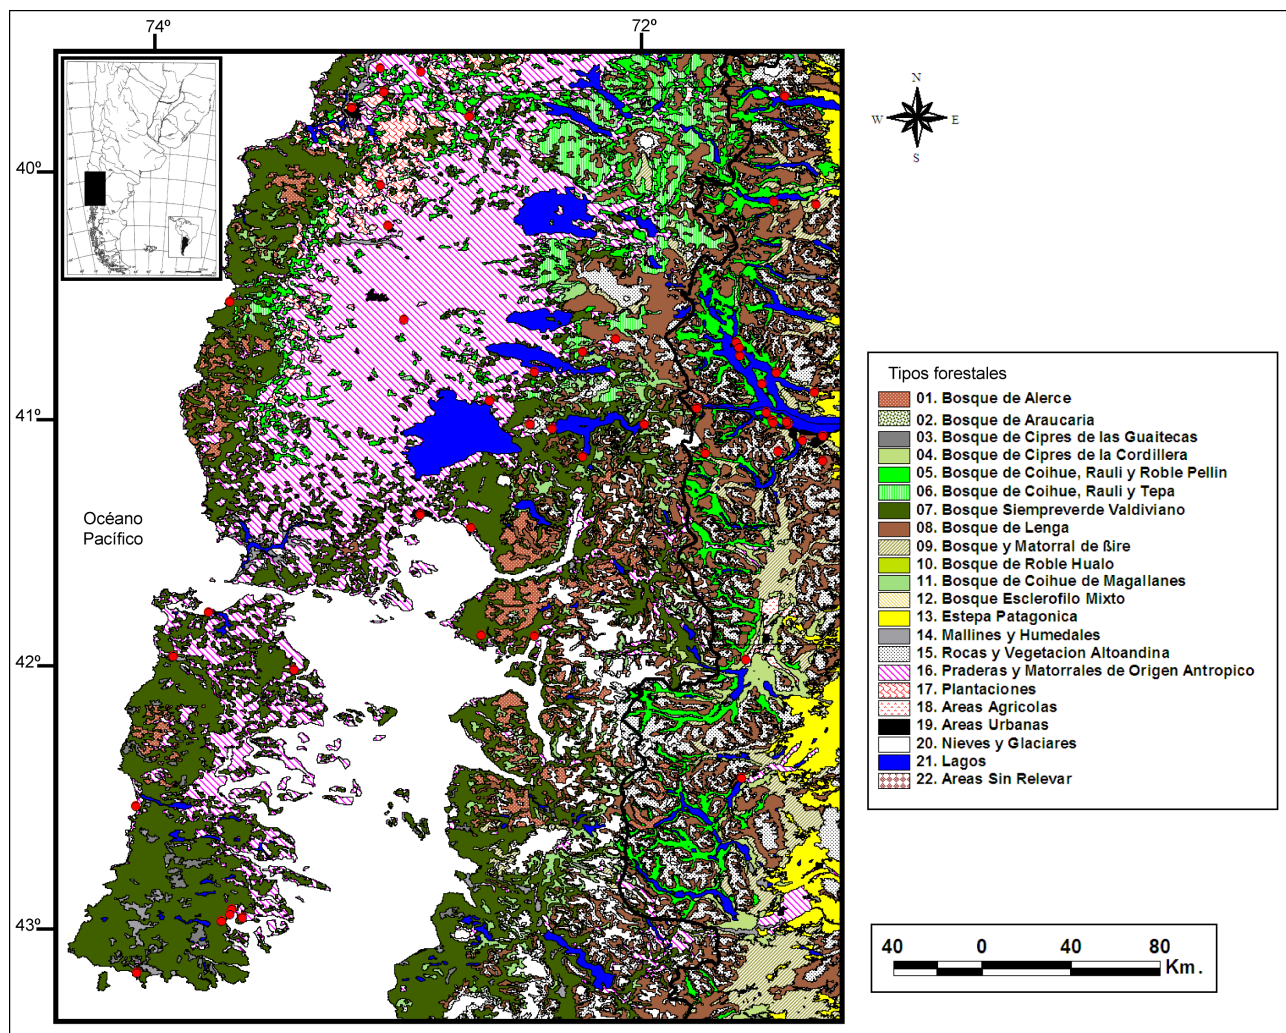 74º 72º
40º
41º
42º
43º
Océano
Pacífico
N
W E
S
Tipos forestales
01. Bosque de Alerce
02. Bosque de Araucaria
03. Bosque de Cipres de las Guaitecas
04. Bosque de Cipres de la Cordillera
05. Bosque de Coihue, Rauli y Roble Pellin
06. Bosque de Coihue, Rauli y Tepa
07. Bosque Siempreverde Valdiviano
08. Bosque de Lenga
09. Bosque y Matorral de ßire
10. Bosque de Roble Hualo
11. Bosque de Coihue de Magallanes
12. Bosque Esclerofilo Mixto
13. Estepa Patagonica
14. Mallines y Humedales
15. Rocas y Vegetacion Altoandina
16. Praderas y Matorrales de Origen Antropico
17. Plantaciones
18. Areas Agricolas
19. Areas Urbanas
20. Nieves y Glaciares
21. Lagos
22. Areas Sin Relevar
40 0 40 80
Km.